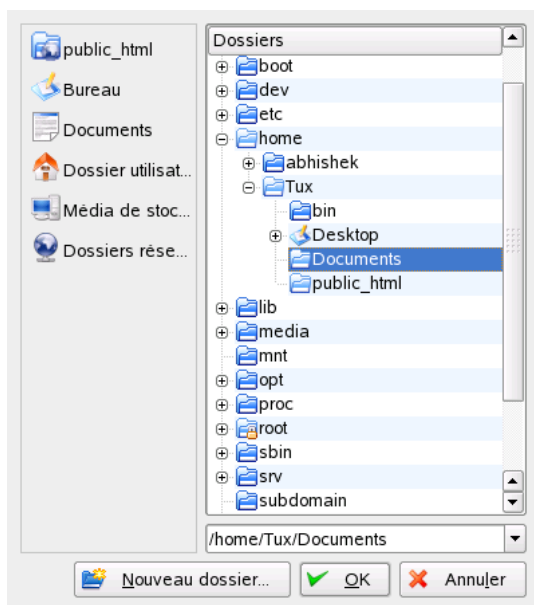 public_html
Bureau
Documents
Dossier utilisat...
Média de stoc...
Dossiers rése...
Dossiers
boot
dev
etc
home
abhishek
Tux
bin
Desktop
Documents
public_html
lib
media
mnt
opt
proc
root
sbin
srv
subdomain
/home/Tux/Documents
Nouveau dossier... OK Annuler